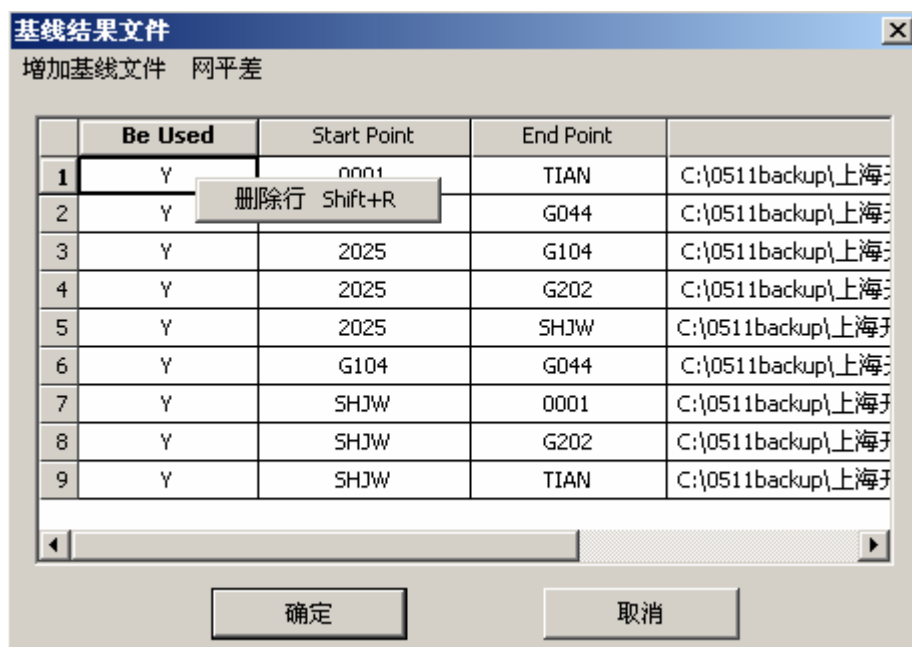 基线结果文件
增加基线文件 网平差
Be Used Start Point End Point
1 Y 0001 TIAN C:\0511backup\上海
删除行 Shift+R
2 Y G044 C:\0511backup\上海
3 Y 2025 G104 C:\0511backup\上海
4 Y 2025 G202 C:\0511backup\上海
5 Y 2025 SHJW C:\0511backup\上海
6 Y G104 G044 C:\0511backup\上海
7 Y SHJW 0001 C:\0511backup\上海
8 Y SHJW G202 C:\0511backup\上海
9 Y SHJW TIAN C:\0511backup\上海
确定 取消